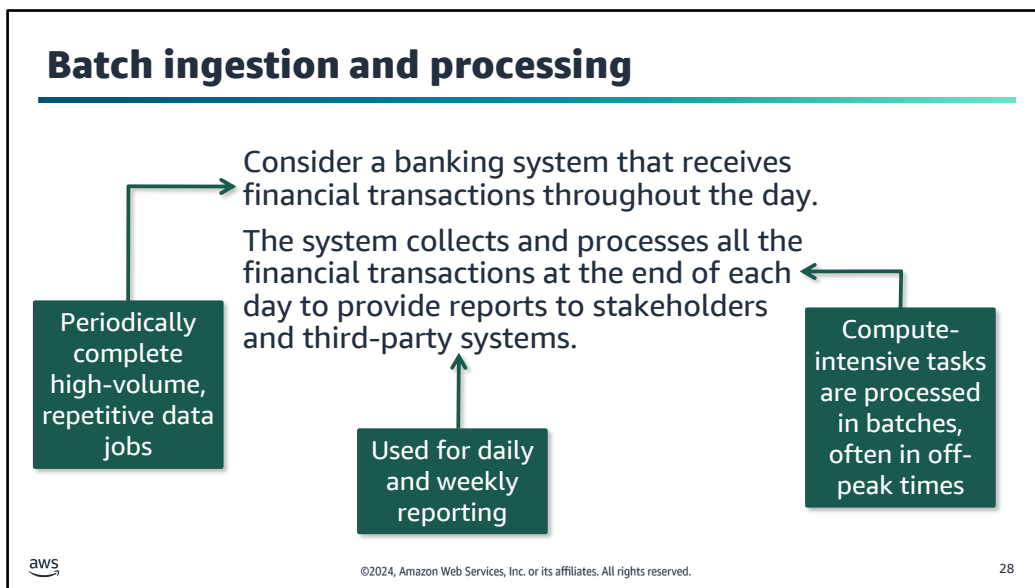 Batch ingestion and processing
Consider a banking system that receives
financial transactions throughout the day.
The system collects and processes all the
financial transactions at the end of each
day to provide reports to stakeholders
and third-party systems.
Periodically
complete
high-volume,
repetitive data
jobs
Used for daily
and weekly
reporting
Compute-
intensive tasks
are processed
in batches,
often in off-
peak times
aws
©2024, Amazon Web Services, Inc. or its affiliates. All rights reserved.
28